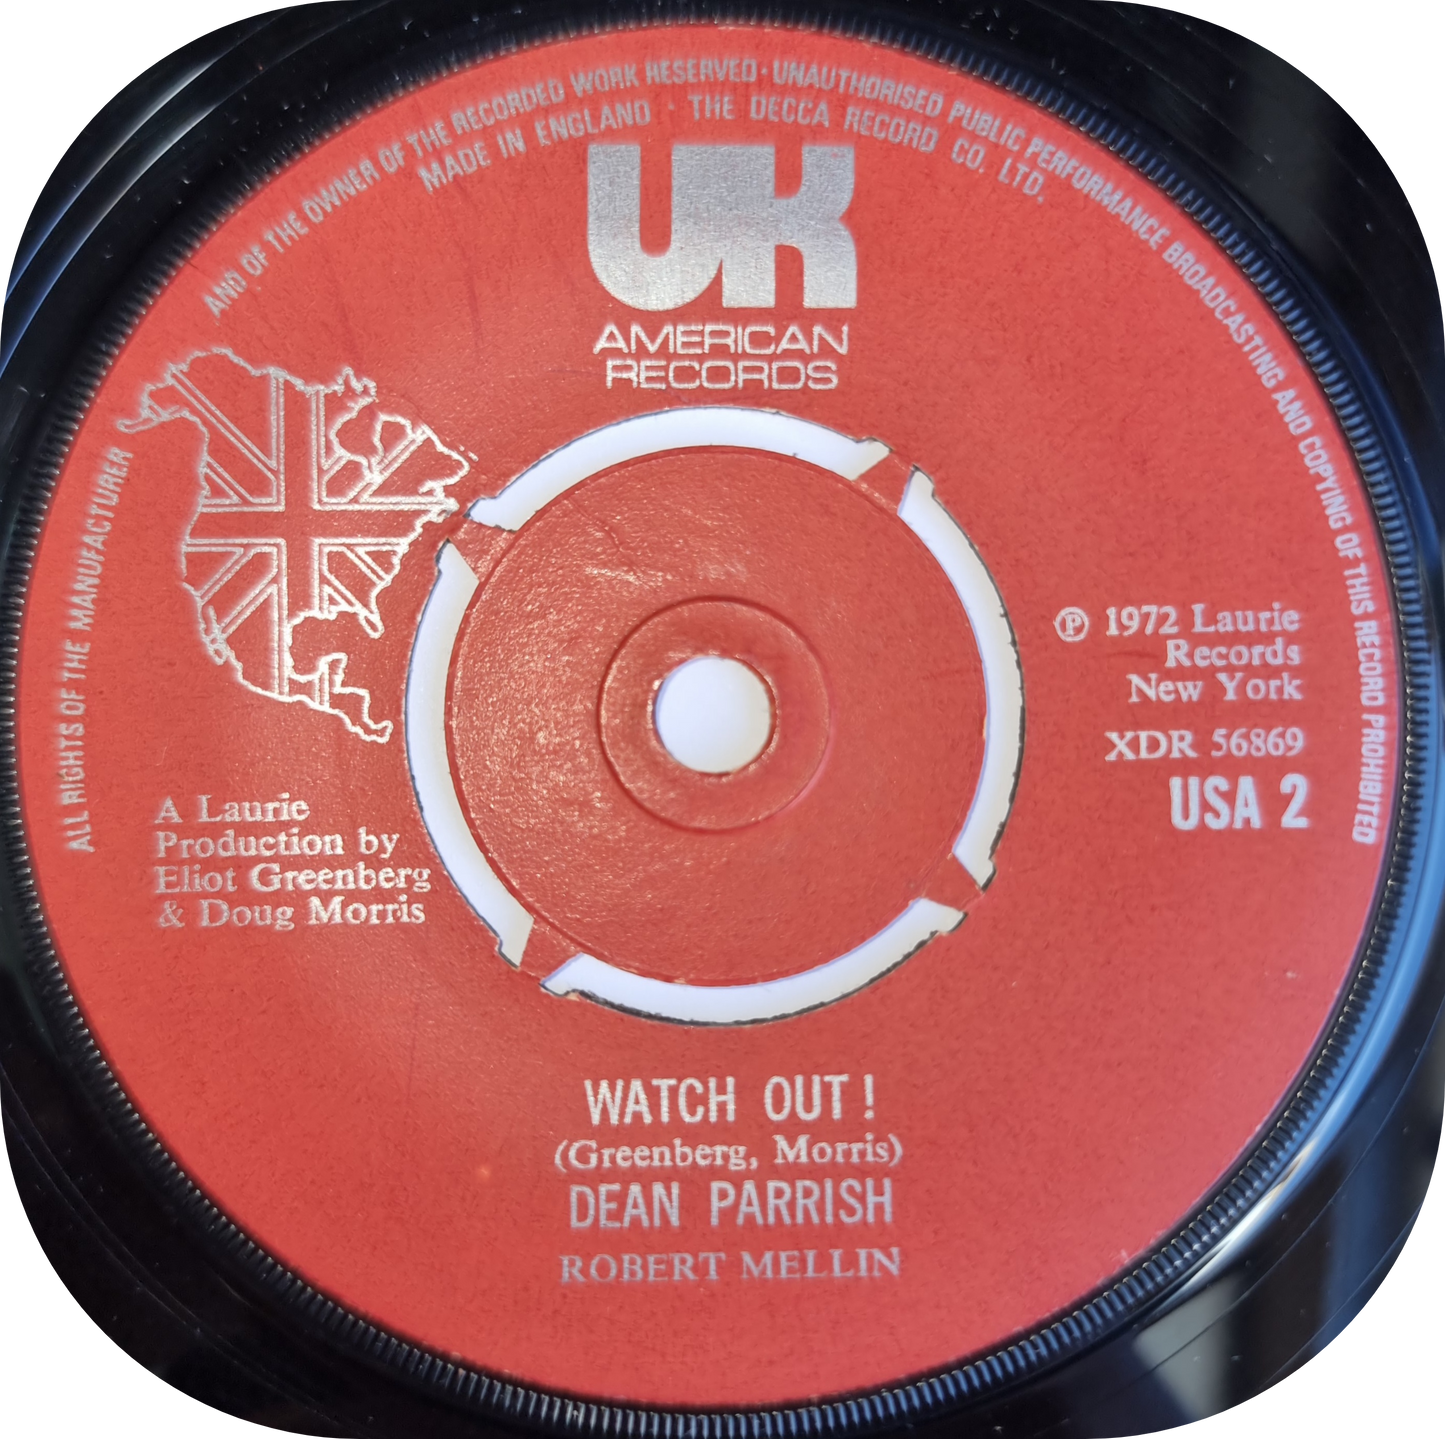 ALL RIGHTS OF THE MANUFACTURER AND OF THE OWNER OF THE RECORDED WORK RESERVED · UNAUTHORISED PUBLIC PERFORMANCE BROADCASTING AND COPYING OF THIS RECORD PROHIBITED
MADE IN ENGLAND · THE DECCA RECORD CO. LTD.
UK
AMERICAN
RECORDS
℗ 1972 Laurie
Records
New York
XDR 56869
USA 2
A Laurie
Production by
Eliot Greenberg
& Doug Morris
WATCH OUT!
(Greenberg, Morris)
DEAN PARRISH
ROBERT MELLIN